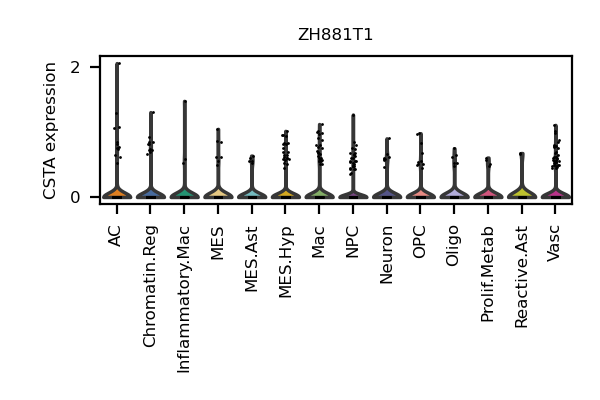 ZH881T1
CSTA expression
2
0
AC
Chromatin.Reg
Inflammatory.Mac
MES
MES.Ast
MES.Hyp
Mac
NPC
Neuron
OPC
Oligo
Prolif.Metab
Reactive.Ast
Vasc